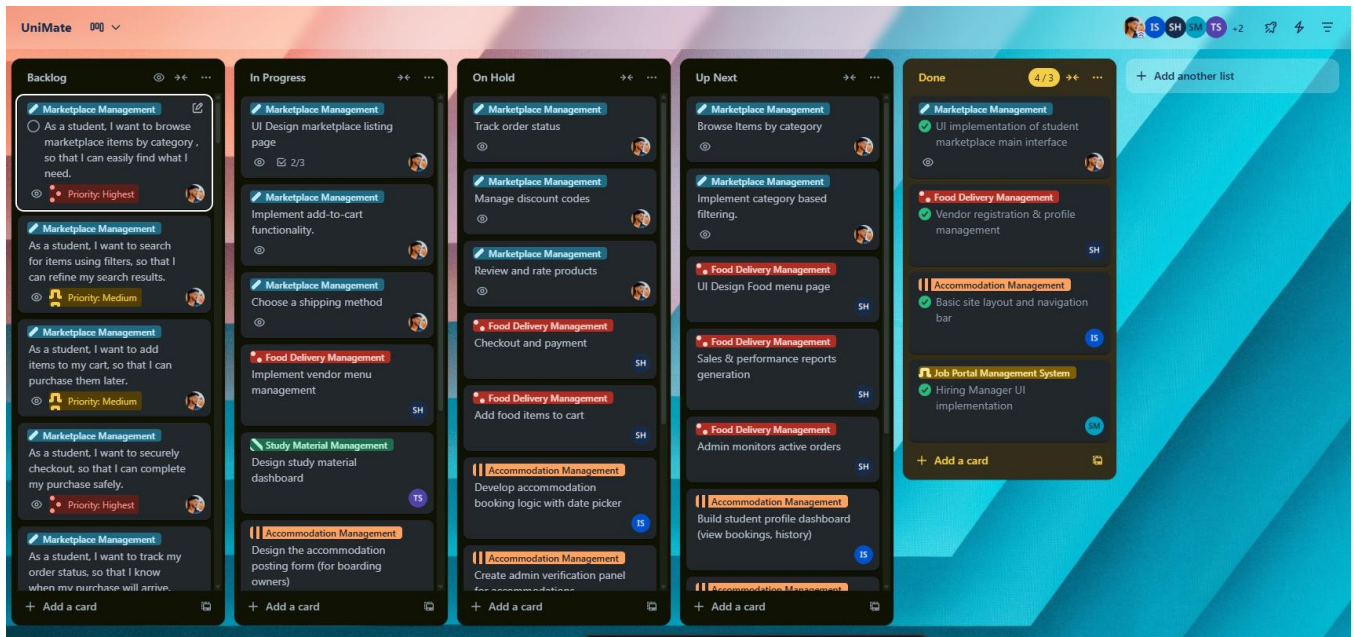 UniMate
IS SH SM TS +2
Backlog
Marketplace Management
As a student, I want to browse
marketplace items by category ,
so that I can easily find what I
need.
Priority: Highest
Marketplace Management
As a student, I want to search
for items using filters, so that I
can refine my search results.
Priority: Medium
Marketplace Management
As a student, I want to add
items to my cart, so that I can
purchase them later.
Priority: Medium
Marketplace Management
As a student, I want to securely
checkout, so that I can complete
my purchase safely.
Priority: Highest
Marketplace Management
As a student, I want to track my
order status, so that I know
when my purchase will arrive.
+ Add a card
In Progress
Marketplace Management
UI Design marketplace listing
page
2/3
Marketplace Management
Implement add-to-cart
functionality.
Marketplace Management
Choose a shipping method
Food Delivery Management
Implement vendor menu
management
SH
Study Material Management
Design study material
dashboard
TS
Accommodation Management
Design the accommodation
posting form (for boarding
owners)
+ Add a card
On Hold
Marketplace Management
Track order status
Marketplace Management
Manage discount codes
Marketplace Management
Review and rate products
Food Delivery Management
Checkout and payment
SH
Food Delivery Management
Add food items to cart
SH
Accommodation Management
Develop accommodation
booking logic with date picker
IS
Accommodation Management
Create admin verification panel
for accommodations
+ Add a card
Up Next
Marketplace Management
Browse Items by category
Marketplace Management
Implement category based
filtering.
Food Delivery Management
UI Design Food menu page
SH
Food Delivery Management
Sales & performance reports
generation
SH
Food Delivery Management
Admin monitors active orders
SH
Accommodation Management
Build student profile dashboard
(view bookings, history)
IS
Accommodation Management
+ Add a card
Done
4/3
Marketplace Management
UI implementation of student
marketplace main interface
Food Delivery Management
Vendor registration & profile
management
SH
Accommodation Management
Basic site layout and navigation
bar
IS
Job Portal Management System
Hiring Manager UI
implementation
SM
+ Add a card
+ Add another list